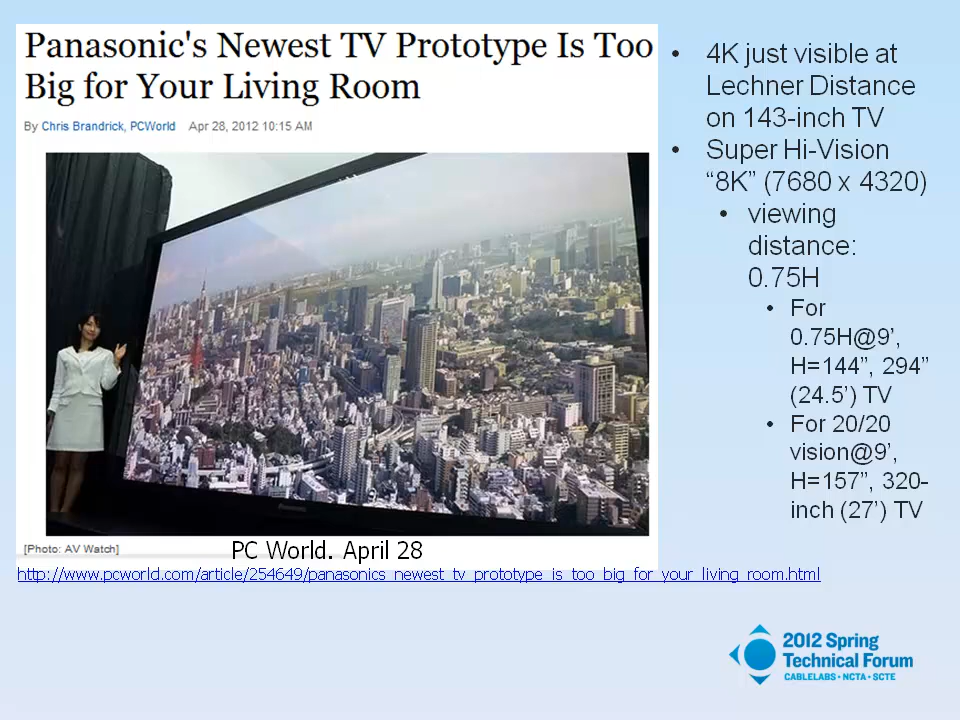 Panasonic's Newest TV Prototype Is Too
Big for Your Living Room
By Chris Brandrick, PCWorld Apr 28, 2012 10:15 AM
Panasonic
[Photo: AV Watch]
PC World. April 28
http://www.pcworld.com/article/254649/panasonics_newest_tv_prototype_is_too_big_for_your_living_room.html
• 4K just visible at
Lechner Distance
on 143-inch TV
• Super Hi-Vision
“8K” (7680 x 4320)
• viewing
distance:
0.75H
• For
0.75H@9’,
H=144”, 294”
(24.5’) TV
• For 20/20
vision@9’,
H=157”, 320-
inch (27’) TV
2012 Spring
Technical Forum
CABLELABS • NCTA • SCTE